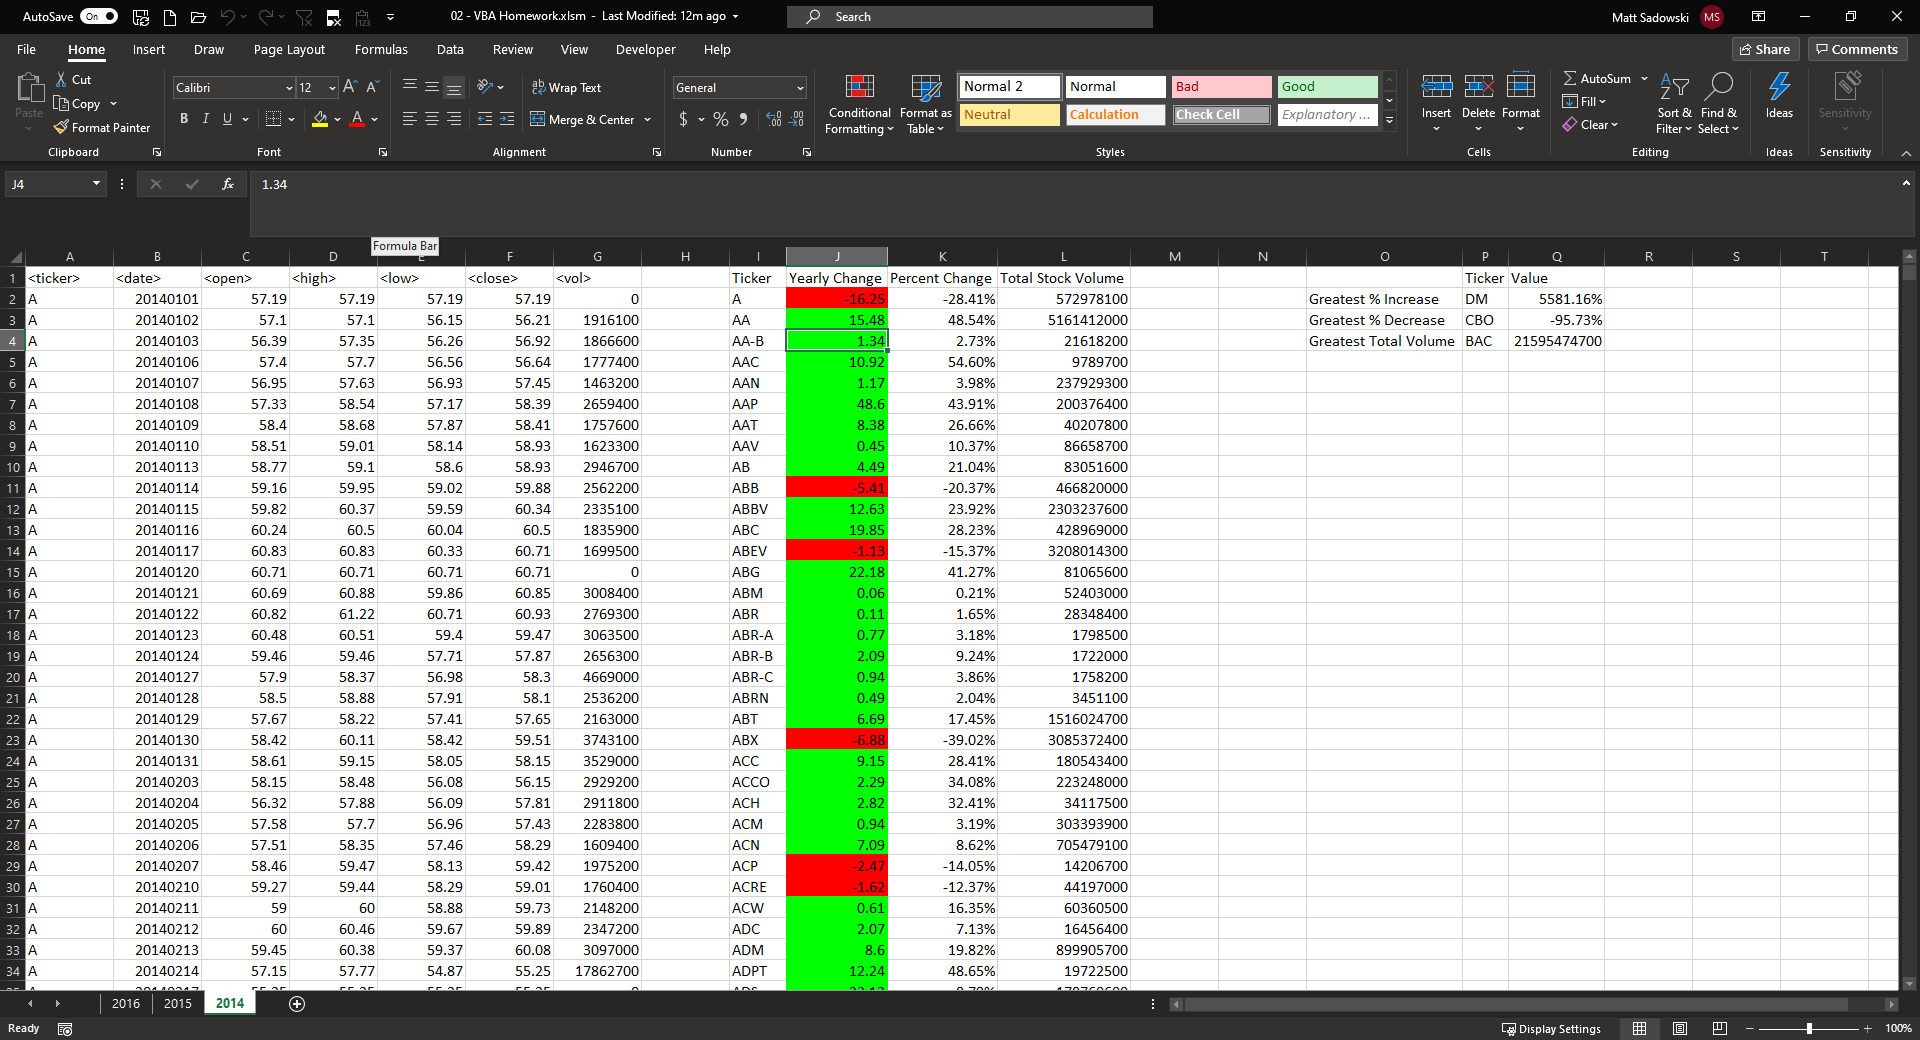 AutoSave On 02 - VBA Homework.xlsm - Last Modified: 12m ago Search Matt Sadowski MS
File Home Insert Draw Page Layout Formulas Data Review View Developer Help Share Comments
Paste Cut Copy Format Painter Clipboard
Calibri 12 A A B I U A Font
Wrap Text Merge & Center Alignment
General $ % Number
Conditional Formatting Format as Table Normal 2 Normal Bad Good Neutral Calculation Check Cell Explanatory ... Styles
Insert Delete Format Cells
AutoSum Fill Clear Sort & Filter Find & Select Editing
Ideas Ideas
Sensitivity Sensitivity
J4 fx 1.34
Formula Bar
A B C D E F G H I J K L M N O P Q R S T
1 <ticker> <date> <open> <high> <low> <close> <vol> Ticker Yearly Change Percent Change Total Stock Volume Ticker Value
2 A 20140101 57.19 57.19 57.19 57.19 0 A -16.25 -28.41% 572978100 Greatest % Increase DM 5581.16%
3 A 20140102 57.1 57.1 56.15 56.21 1916100 AA 15.48 48.54% 5161412000 Greatest % Decrease CBO -95.73%
4 A 20140103 56.39 57.35 56.26 56.92 1866600 AA-B 1.34 2.73% 21618200 Greatest Total Volume BAC 21595474700
5 A 20140106 57.4 57.7 56.56 56.64 1777400 AAC 10.92 54.60% 9789700
6 A 20140107 56.95 57.63 56.93 57.45 1463200 AAN 1.17 3.98% 237929300
7 A 20140108 57.33 58.54 57.17 58.39 2659400 AAP 48.6 43.91% 200376400
8 A 20140109 58.4 58.68 57.87 58.41 1757600 AAT 8.38 26.66% 40207800
9 A 20140110 58.51 59.01 58.14 58.93 1623300 AAV 0.45 10.37% 86658700
10 A 20140113 58.77 59.1 58.6 58.93 2946700 AB 4.49 21.04% 83051600
11 A 20140114 59.16 59.95 59.02 59.88 2562200 ABB -5.41 -20.37% 466820000
12 A 20140115 59.82 60.37 59.59 60.34 2335100 ABBV 12.63 23.92% 2303237600
13 A 20140116 60.24 60.5 60.04 60.5 1835900 ABC 19.85 28.23% 428969000
14 A 20140117 60.83 60.83 60.33 60.71 1699500 ABEV -1.13 -15.37% 3208014300
15 A 20140120 60.71 60.71 60.71 60.71 0 ABG 22.18 41.27% 81065600
16 A 20140121 60.69 60.88 59.86 60.85 3008400 ABM 0.06 0.21% 52403000
17 A 20140122 60.82 61.22 60.71 60.93 2769300 ABR 0.11 1.65% 28348400
18 A 20140123 60.48 60.51 59.4 59.47 3063500 ABR-A 0.77 3.18% 1798500
19 A 20140124 59.46 59.46 57.71 57.87 2656300 ABR-B 2.09 9.24% 1722000
20 A 20140127 57.9 58.37 56.98 58.3 4669000 ABR-C 0.94 3.86% 1758200
21 A 20140128 58.5 58.88 57.91 58.1 2536200 ABRN 0.49 2.04% 3451100
22 A 20140129 57.67 58.22 57.41 57.65 2163000 ABT 6.69 17.45% 1516024700
23 A 20140130 58.42 60.11 58.42 59.51 3743100 ABX -6.88 -39.02% 3085372400
24 A 20140131 58.61 59.15 58.05 58.15 3529000 ACC 9.15 28.41% 180543400
25 A 20140203 58.15 58.48 56.08 56.15 2929200 ACCO 2.29 34.08% 223248000
26 A 20140204 56.32 57.88 56.09 57.81 2911800 ACH 2.82 32.41% 34117500
27 A 20140205 57.58 57.7 56.96 57.43 2283800 ACM 0.94 3.19% 303393900
28 A 20140206 57.51 58.35 57.46 58.29 1609400 ACN 7.09 8.62% 705479100
29 A 20140207 58.46 59.47 58.13 59.42 1975200 ACP -2.47 -14.05% 14206700
30 A 20140210 59.27 59.44 58.29 59.01 1760400 ACRE -1.62 -12.37% 44197000
31 A 20140211 59 60 58.88 59.73 2148200 ACW 0.61 16.35% 60360500
32 A 20140212 60 60.46 59.67 59.89 2347200 ADC 2.07 7.13% 16456400
33 A 20140213 59.45 60.38 59.37 60.08 3097000 ADM 8.6 19.82% 899905700
34 A 20140214 57.15 57.77 54.87 55.25 17862700 ADPT 12.24 48.65% 19722500
2016 2015 2014
Ready Display Settings 100%